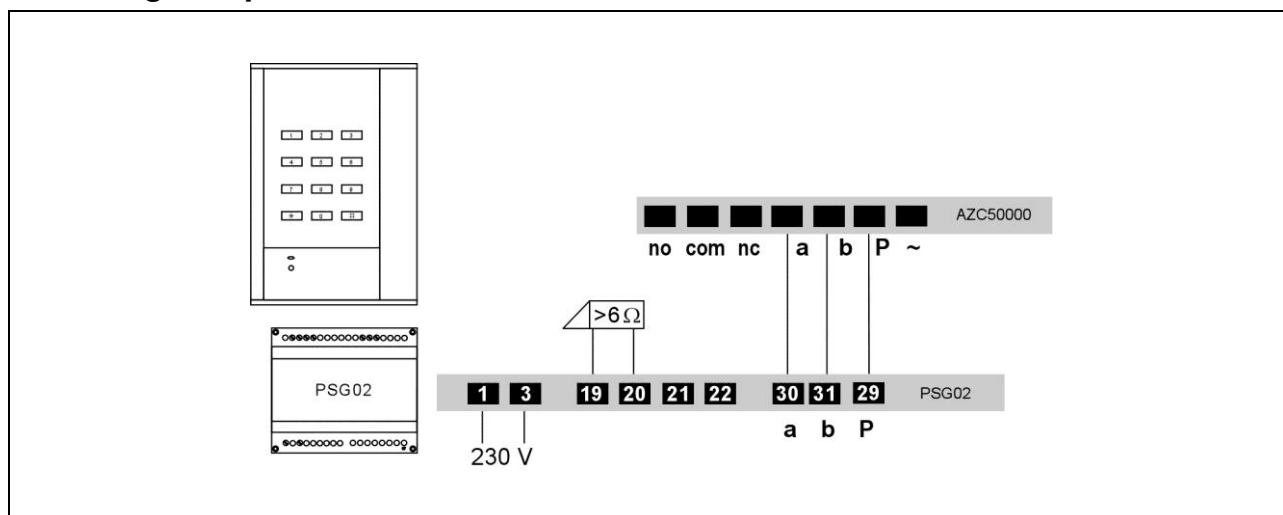 1 2 3
4 5 6
7 8 9
* 0
AZC50000
no com nc a b P ~
>6 Ω
PSG02
1 3 19 20 21 22 30 31 29 PSG02
a b P
230 V